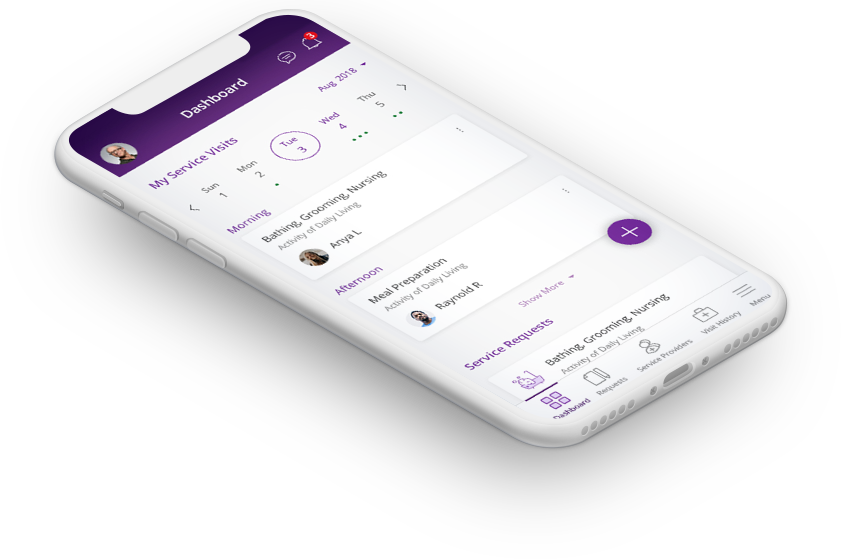 Dashboard
3
My Service Visits
Aug 2018
Sun Mon Tue Wed Thu
1 2 3 4 5
Morning
Bathing, Grooming, Nursing
Activity of Daily Living
Anya L
Afternoon
Meal Preparation
Activity of Daily Living
Raynold R
Show More
Service Requests
Bathing, Grooming, Nursing
Activity of Daily Living
Dashboard
Requests
Service Providers
Visit History
Menu